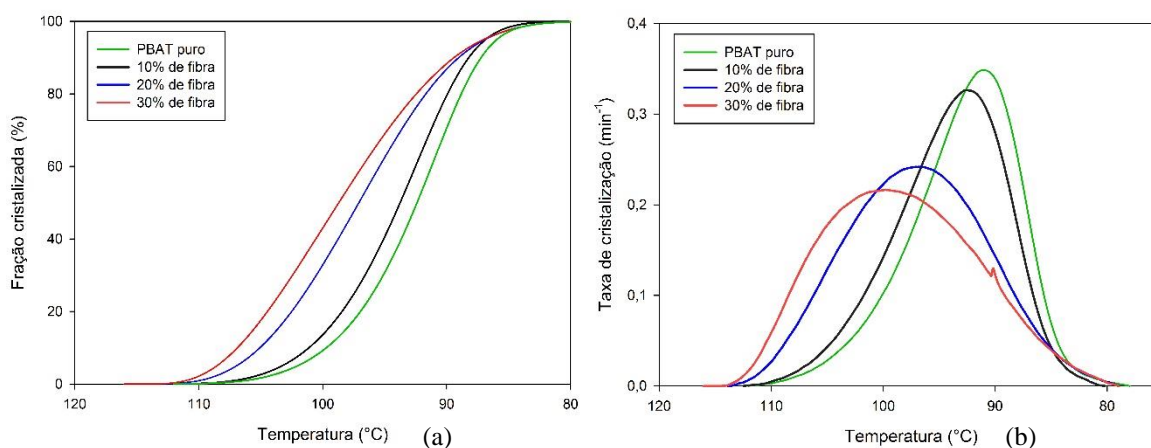 Fração cristalizada (%)
100
80
60
40
20
0
PBAT puro
10% de fibra
20% de fibra
30% de fibra
120 110 100 90 80
Temperatura (°C)
(a)
Taxa de cristalização (min⁻¹)
0,4
0,3
0,2
0,1
0,0
PBAT puro
10% de fibra
20% de fibra
30% de fibra
120 110 100 90 80
Temperatura (°C)
(b)